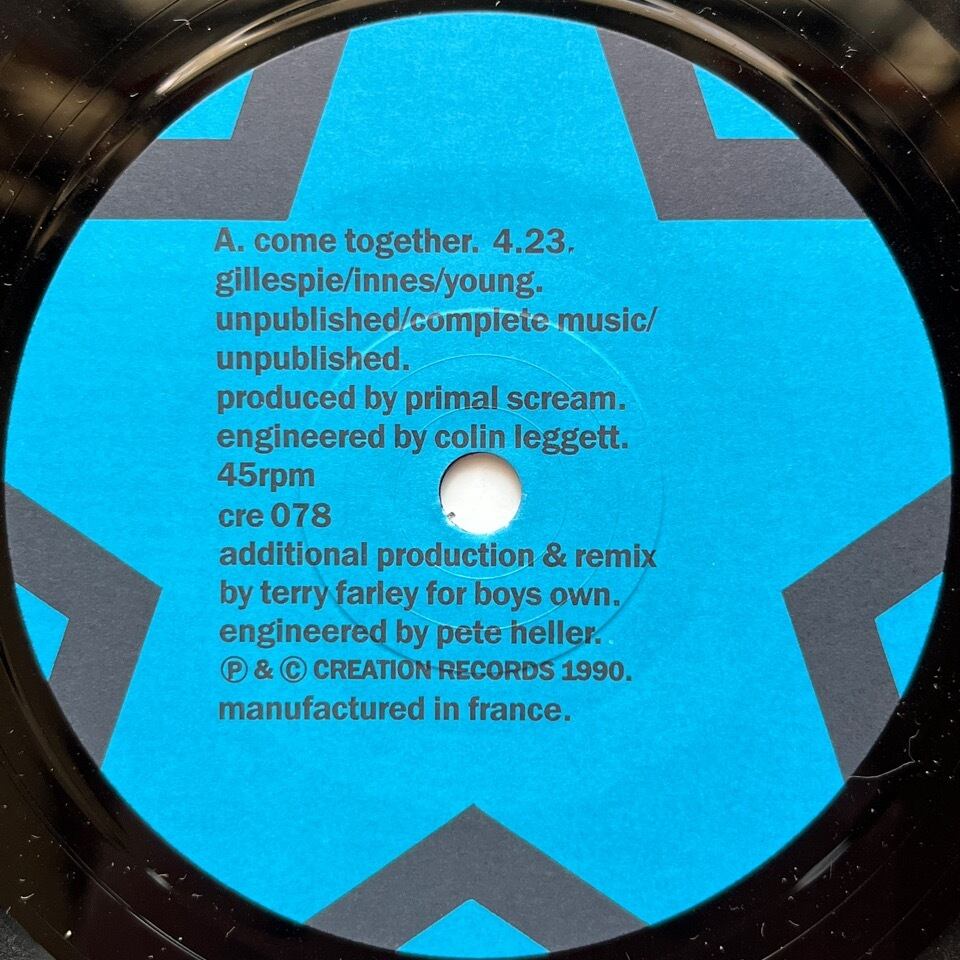 A. come together. 4.23.
gillespie/innes/young.
unpublished/complete music/
unpublished.
produced by primal scream.
engineered by colin leggett.
45rpm
cre 078
additional production & remix
by terry farley for boys own.
engineered by pete heller.
Ⓟ & Ⓒ CREATION RECORDS 1990.
manufactured in france.